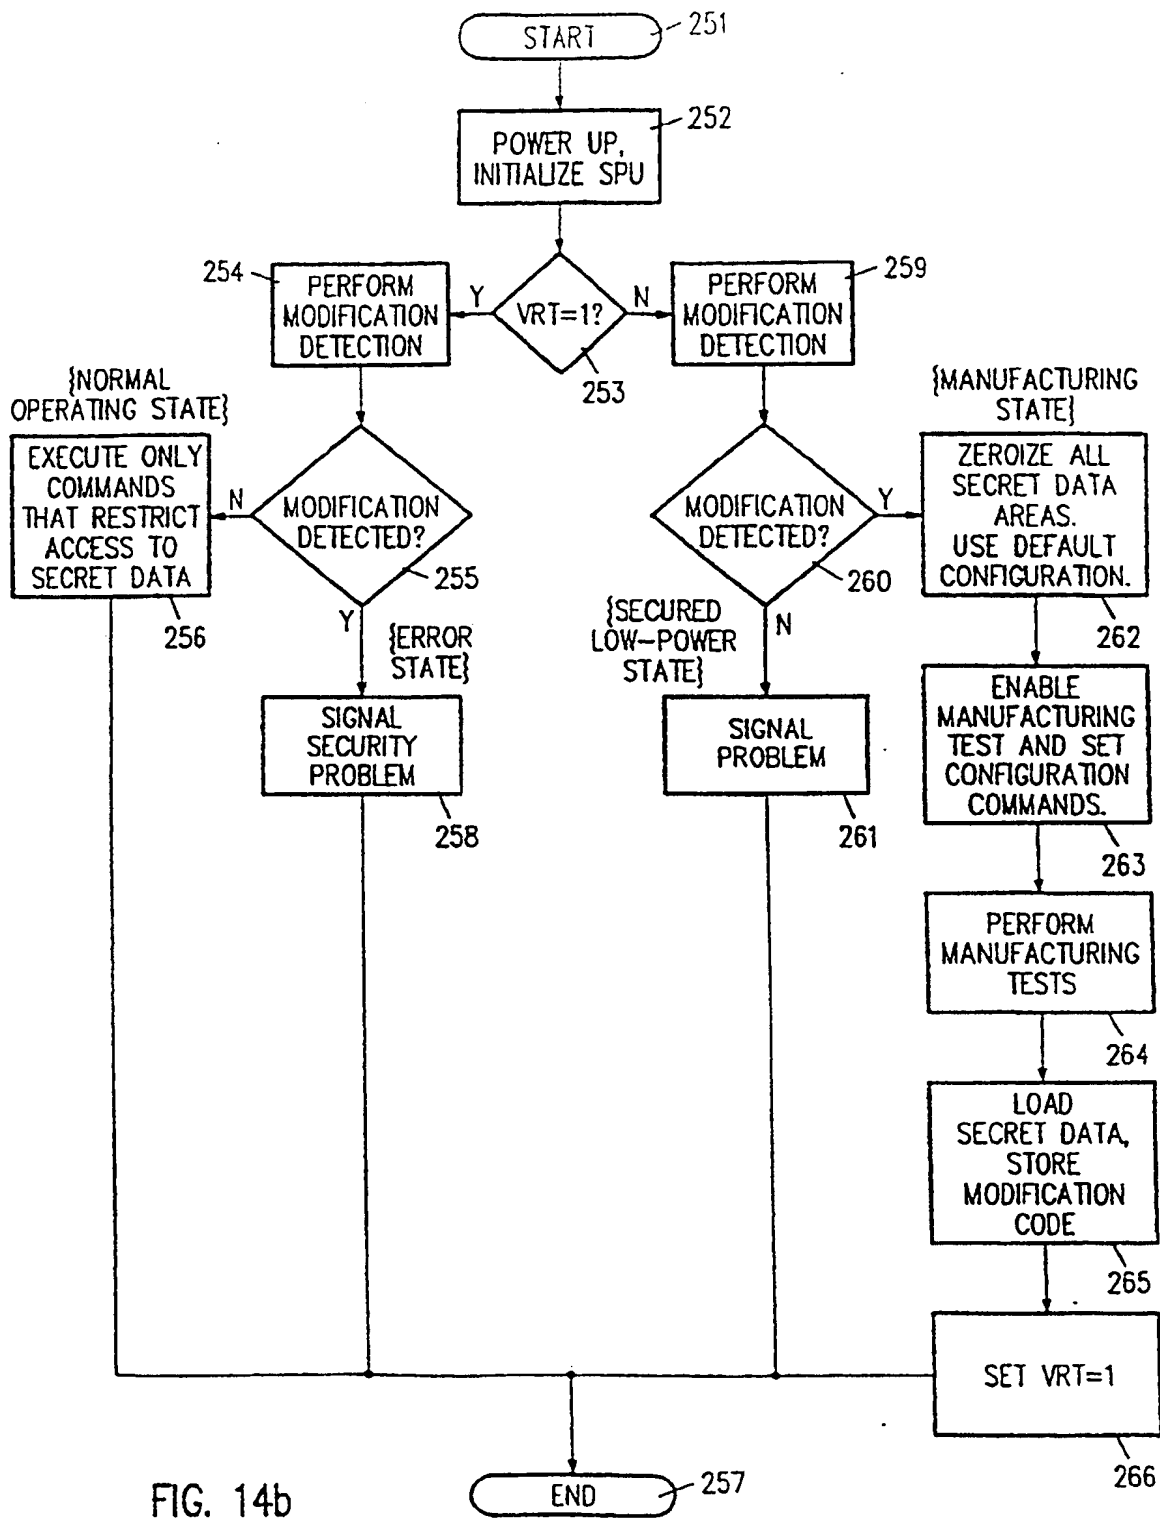 START
251
POWER UP,
INITIALIZE SPU
252
254
PERFORM
MODIFICATION
DETECTION
Y
VRT=1?
N
253
PERFORM
MODIFICATION
DETECTION
259
{NORMAL
OPERATING STATE}
EXECUTE ONLY
COMMANDS
THAT RESTRICT
ACCESS TO
SECRET DATA
256
N
MODIFICATION
DETECTED?
255
Y
{ERROR
STATE}
SIGNAL
SECURITY
PROBLEM
258
MODIFICATION
DETECTED?
260
Y
N
{SECURED
LOW-POWER
STATE}
SIGNAL
PROBLEM
261
{MANUFACTURING
STATE}
ZEROIZE ALL
SECRET DATA
AREAS.
USE DEFAULT
CONFIGURATION.
262
ENABLE
MANUFACTURING
TEST AND SET
CONFIGURATION
COMMANDS.
263
PERFORM
MANUFACTURING
TESTS
264
LOAD
SECRET DATA,
STORE
MODIFICATION
CODE
265
SET VRT=1
266
END
257
FIG. 14b